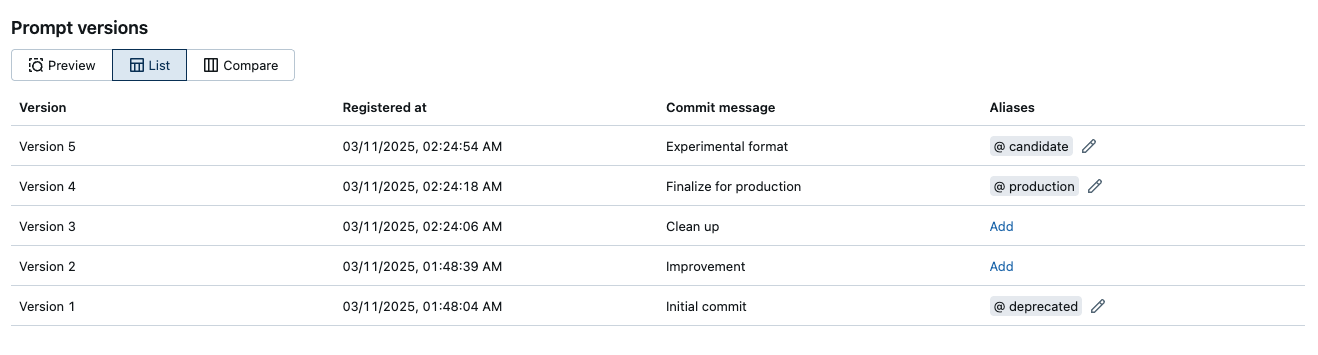 Prompt versions
Preview List Compare
Version Registered at Commit message Aliases
Version 5 03/11/2025, 02:24:54 AM Experimental format @ candidate
Version 4 03/11/2025, 02:24:18 AM Finalize for production @ production
Version 3 03/11/2025, 02:24:06 AM Clean up Add
Version 2 03/11/2025, 01:48:39 AM Improvement Add
Version 1 03/11/2025, 01:48:04 AM Initial commit @ deprecated